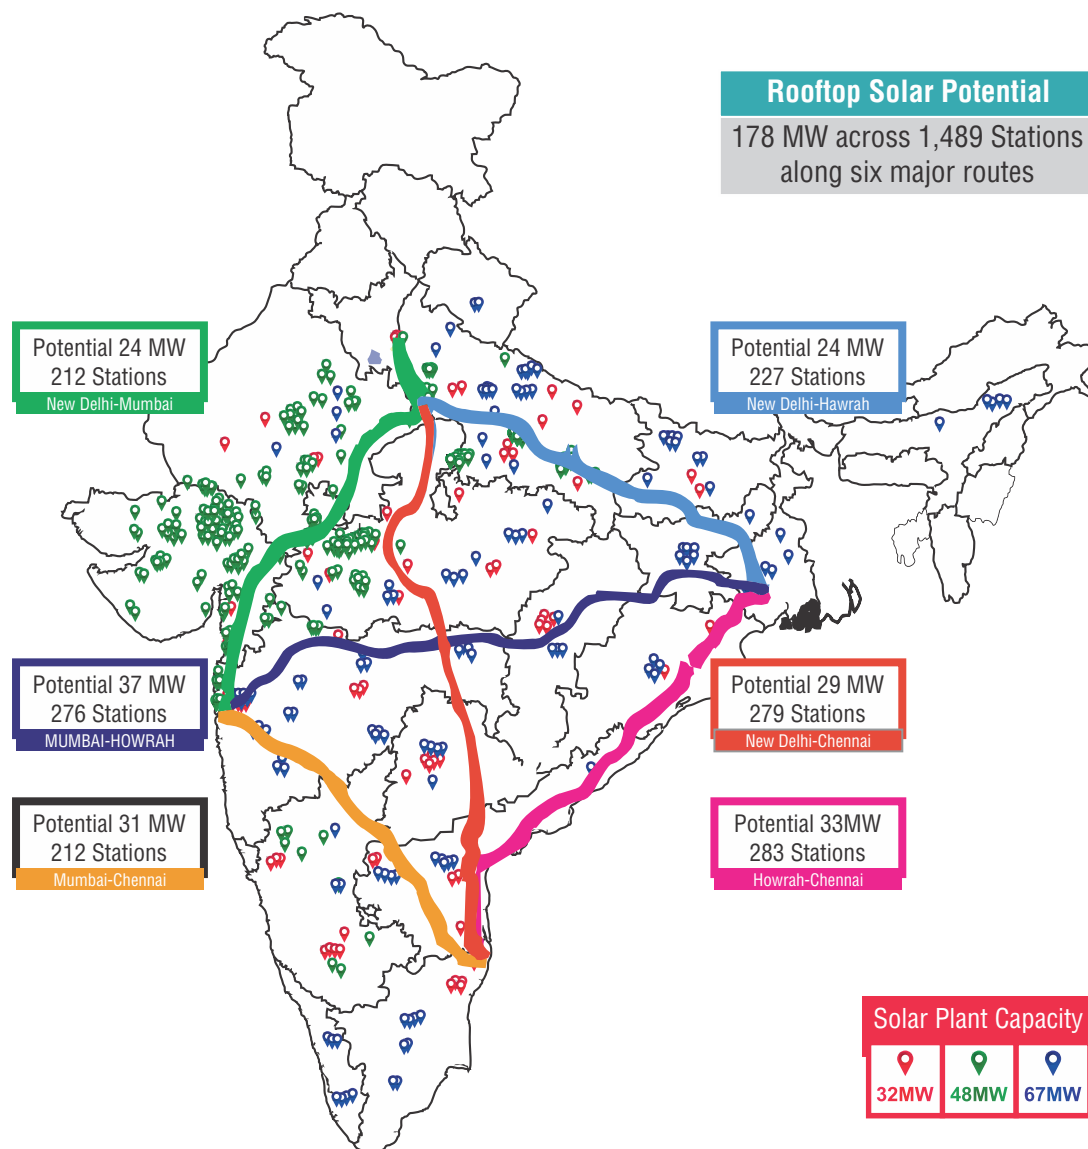 Rooftop Solar Potential
178 MW across 1,489 Stations
along six major routes
Potential 24 MW
212 Stations
New Delhi-Mumbai
Potential 24 MW
227 Stations
New Delhi-Hawrah
Potential 37 MW
276 Stations
MUMBAI-HOWRAH
Potential 29 MW
279 Stations
New Delhi-Chennai
Potential 31 MW
212 Stations
Mumbai-Chennai
Potential 33MW
283 Stations
Howrah-Chennai
Solar Plant Capacity
32MW
48MW
67MW